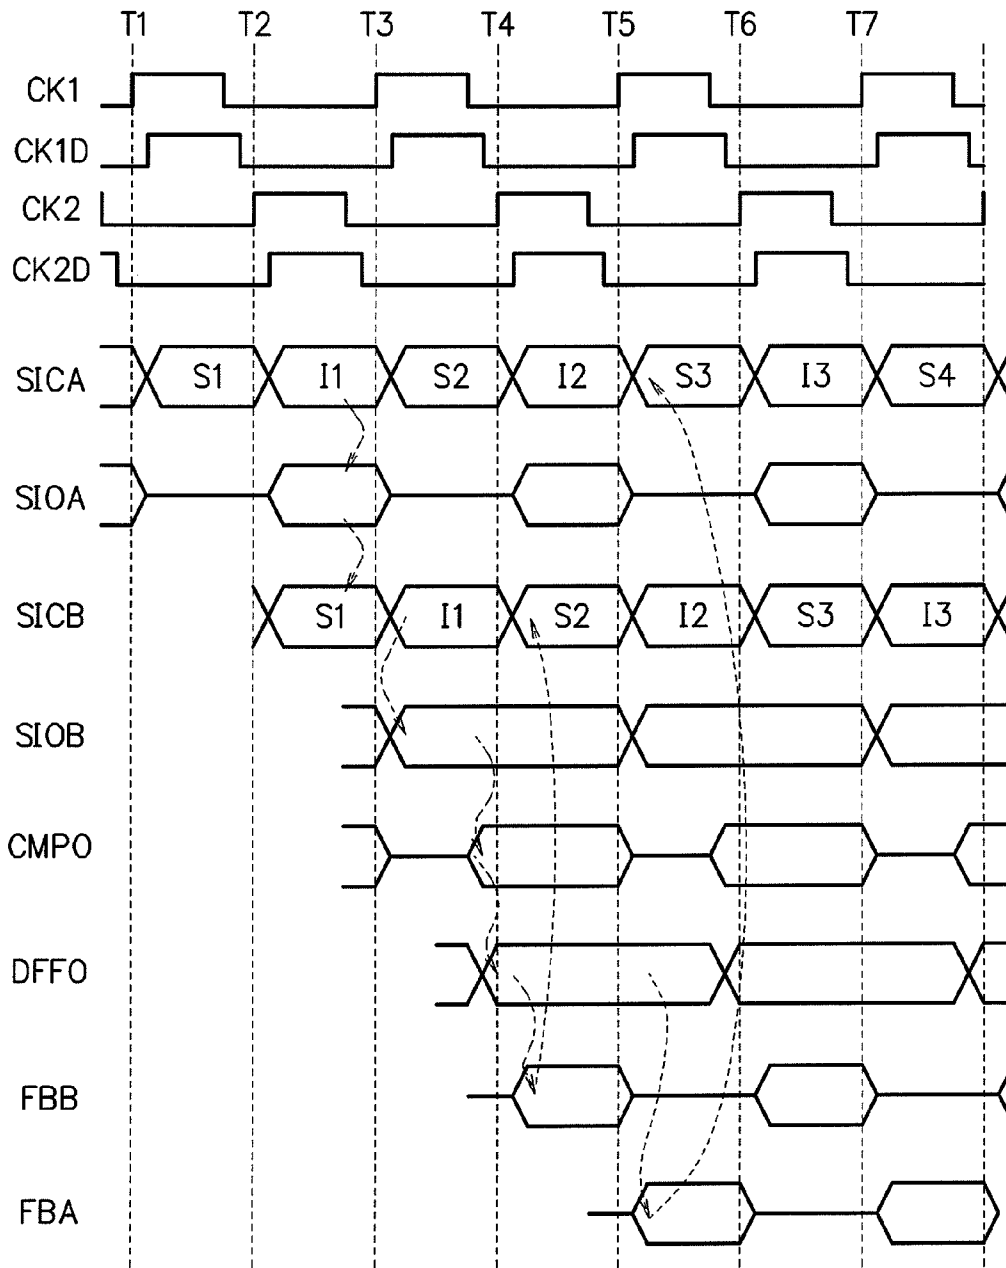 T1 T2 T3 T4 T5 T6 T7
CK1
CK1D
CK2
CK2D
SICA S1 I1 S2 I2 S3 I3 S4
SIOA
SICB S1 I1 S2 I2 S3 I3
SIOB
CMPO
DFFO
FBB
FBA